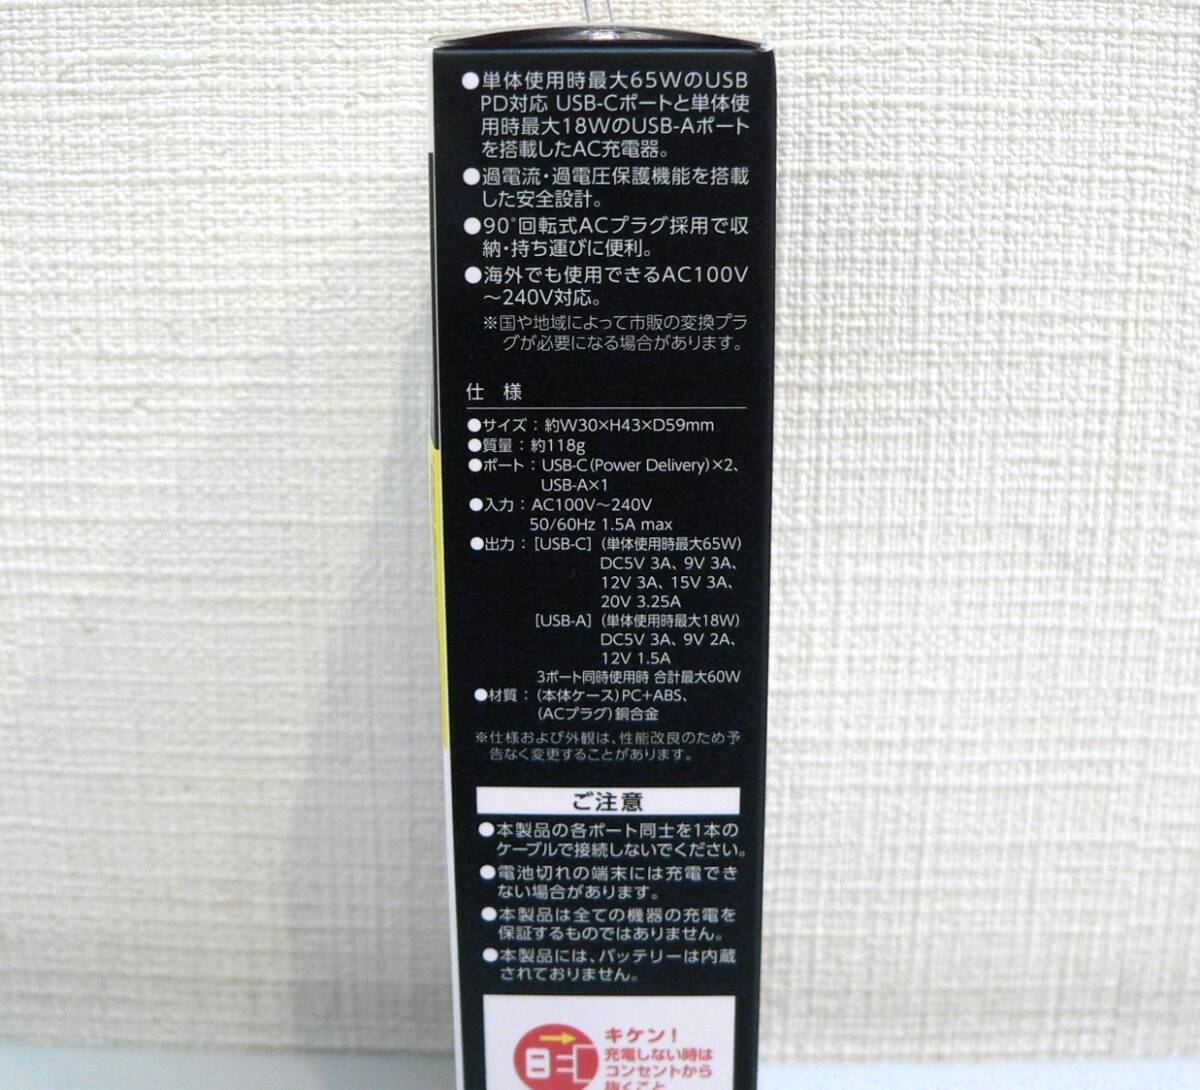 ●単体使用時最大65WのUSB
PD対応 USB-Cポートと単体使
用時最大18WのUSB-Aポート
を搭載したAC充電器。
●過電流・過電圧保護機能を搭載
した安全設計。
●90°回転式ACプラグ採用で収
納・持ち運びに便利。
●海外でも使用できるAC100V
～240V対応。
※国や地域によって市販の変換プラ
グが必要になる場合があります。
仕 様
●サイズ：約W30×H43×D59mm
●質量：約118g
●ポート：USB-C(Power Delivery)×2、
USB-A×1
●入力：AC100V～240V
50/60Hz 1.5A max
●出力：[USB-C]（単体使用時最大65W）
DC5V 3A、9V 3A、
12V 3A、15V 3A、
20V 3.25A
[USB-A]（単体使用時最大18W）
DC5V 3A、9V 2A、
12V 1.5A
3ポート同時使用時 合計最大60W
●材質：（本体ケース）PC+ABS、
（ACプラグ）銅合金
※仕様および外観は、性能改良のため予
告なく変更することがあります。
ご注意
●本製品の各ポート同士を1本の
ケーブルで接続しないでください。
●電池切れの端末には充電でき
ない場合があります。
●本製品は全ての機器の充電を
保証するものではありません。
●本製品には、バッテリーは内蔵
されておりません。
キケン！
充電しない時は
コンセントから
抜くこと